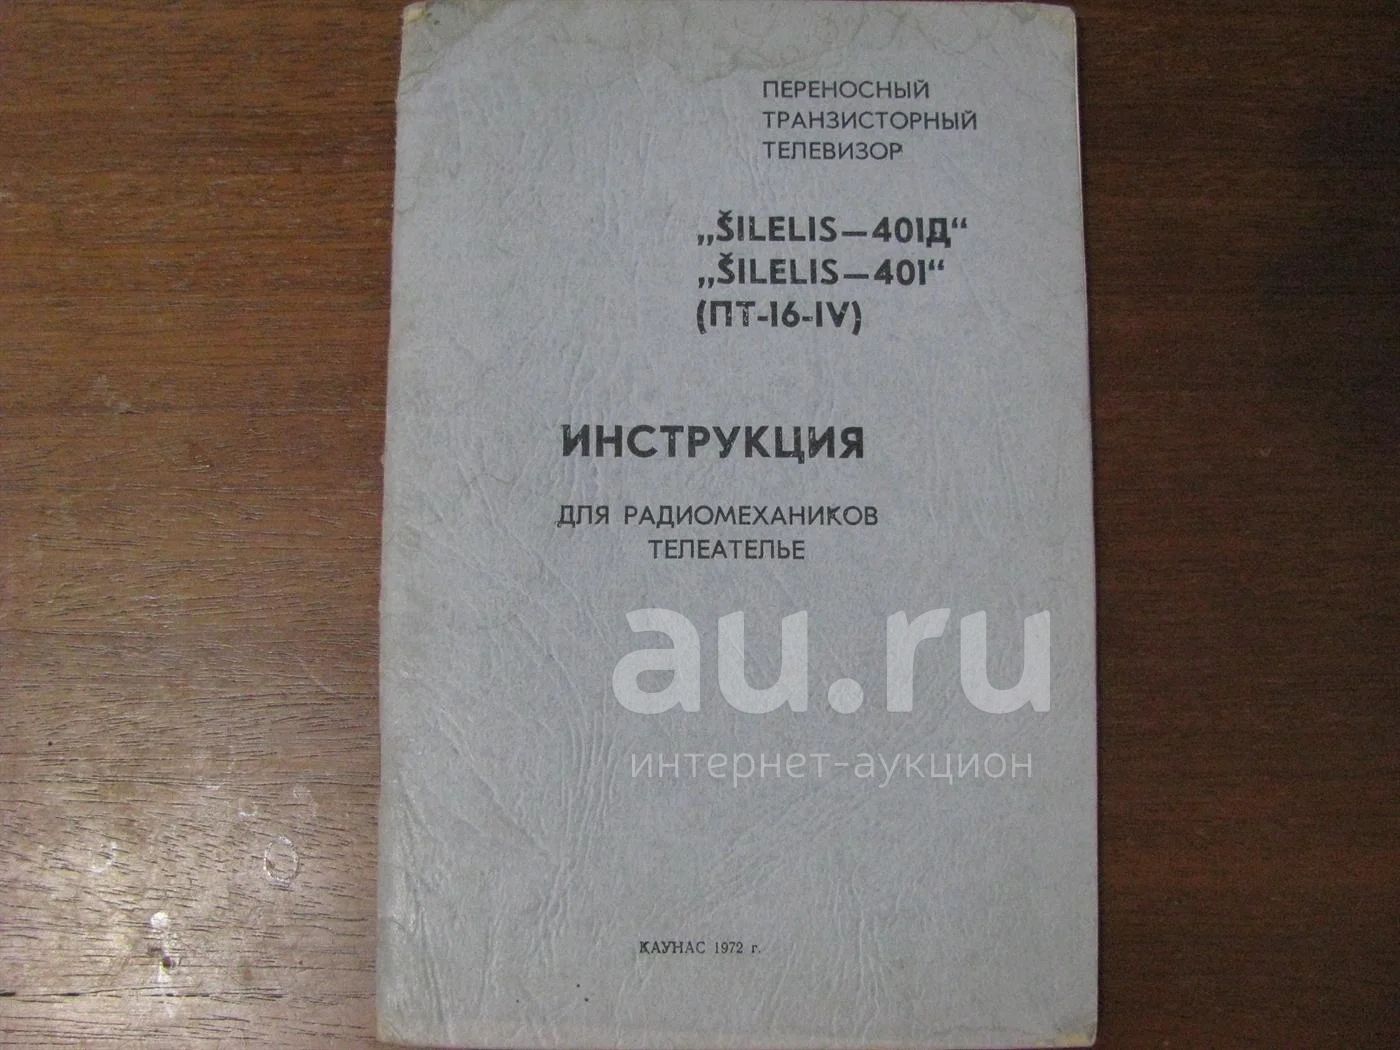 ПЕРЕНОСНЫЙ
ТРАНЗИСТОРНЫЙ
ТЕЛЕВИЗОР
„ŠILELIS—401Д“
„ŠILELIS—401“
(ПТ-16-IV)
ИНСТРУКЦИЯ
ДЛЯ РАДИОМЕХАНИКОВ
ТЕЛЕАТЕЛЬЕ
au.ru
интернет-аукцион
КАУНАС 1972 г.